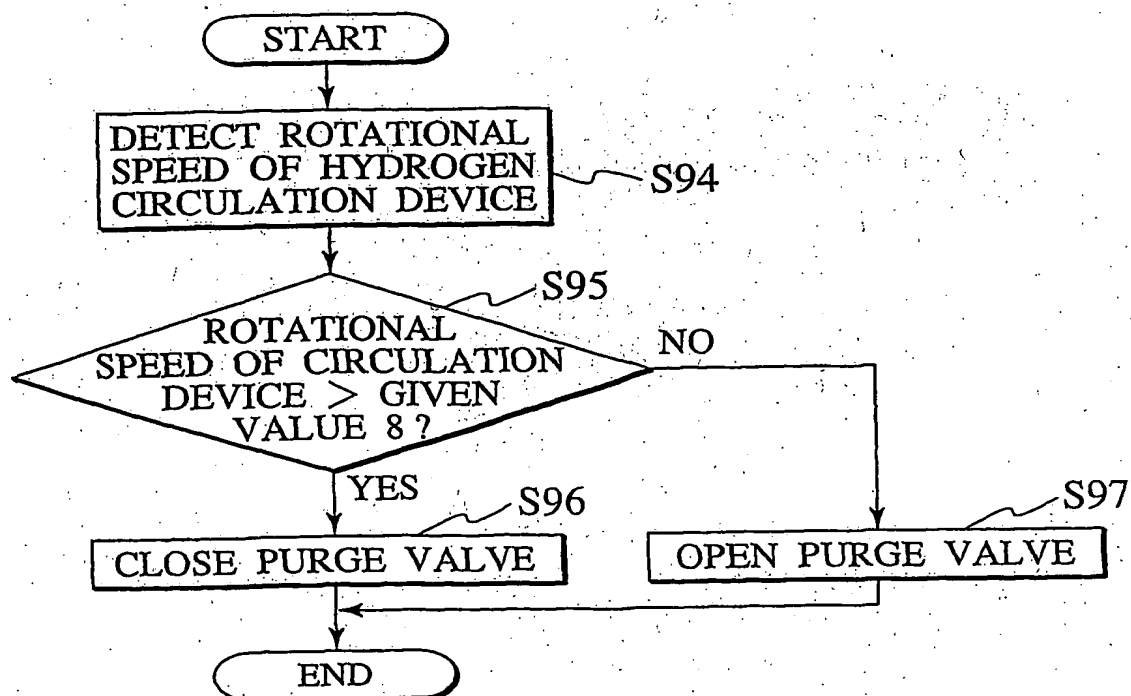 START
DETECT ROTATIONAL
SPEED OF HYDROGEN
CIRCULATION DEVICE
S94
S95
ROTATIONAL
SPEED OF CIRCULATION
DEVICE > GIVEN
VALUE 8 ?
NO
YES
S96
CLOSE PURGE VALVE
S97
OPEN PURGE VALVE
END